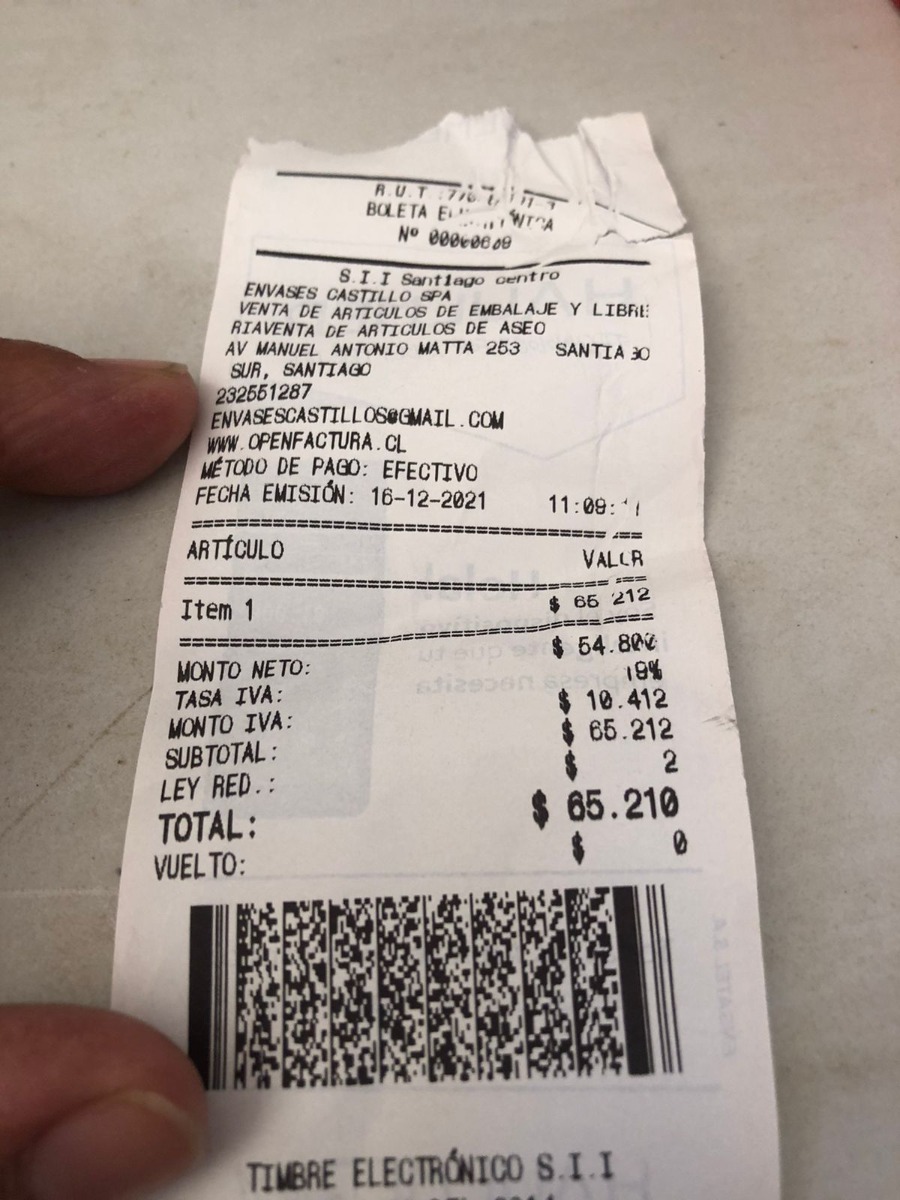 R.U.T
BOLETA
Nº
S.I.I Santiago centro
ENVASES CASTILLO SPA
VENTA DE ARTICULOS DE EMBALAJE Y LIBRE
RIAVENTA DE ARTICULOS DE ASEO
AV MANUEL ANTONIO MATTA 253 SANTIAGO
SUR, SANTIAGO
232551287
ENVASESCASTILLOS@GMAIL.COM
WWW.OPENFACTURA.CL
MÉTODO DE PAGO: EFECTIVO
FECHA EMISIÓN: 16-12-2021
ARTÍCULO VALOR
Item 1 $ 65.212
MONTO NETO: $ 54.800
TASA IVA: 19%
MONTO IVA: $ 10.412
SUBTOTAL: $ 65.212
LEY RED.: $ 2
TOTAL: $ 65.210
VUELTO: $ 0
TIMBRE ELECTRÓNICO S.I.I